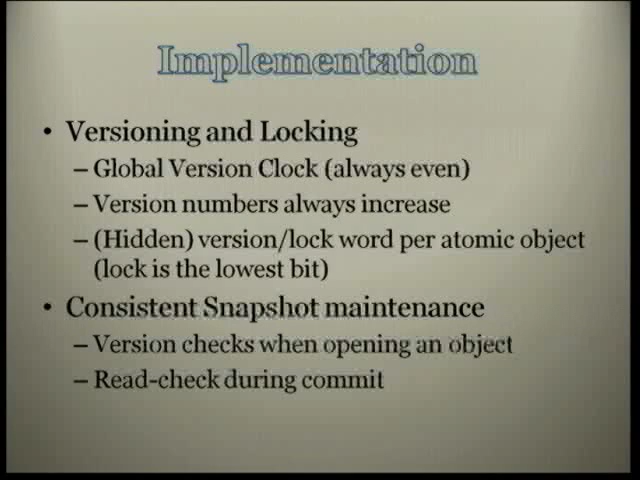 Implementation
• Versioning and Locking
– Global Version Clock (always even)
– Version numbers always increase
– (Hidden) version/lock word per atomic object
(lock is the lowest bit)
• Consistent Snapshot maintenance
– Version checks when opening an object
– Read-check during commit